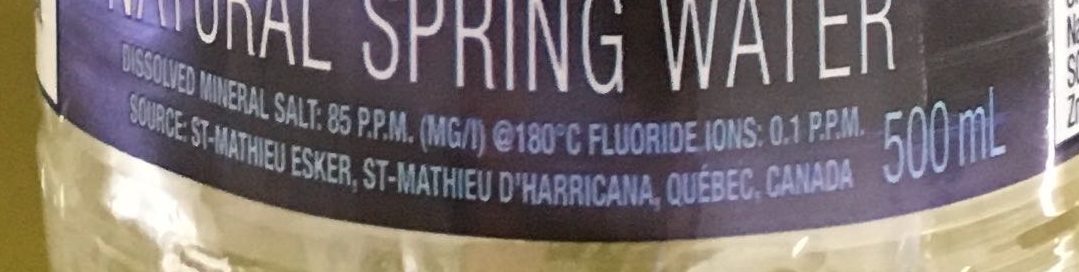 NATURAL SPRING WATER
DISSOLVED MINERAL SALT: 85 P.P.M. (MG/l) @180°C FLUORIDE IONS: 0.1 P.P.M.
SOURCE: ST-MATHIEU ESKER, ST-MATHIEU D'HARRICANA, QUÉBEC, CANADA
500 mL